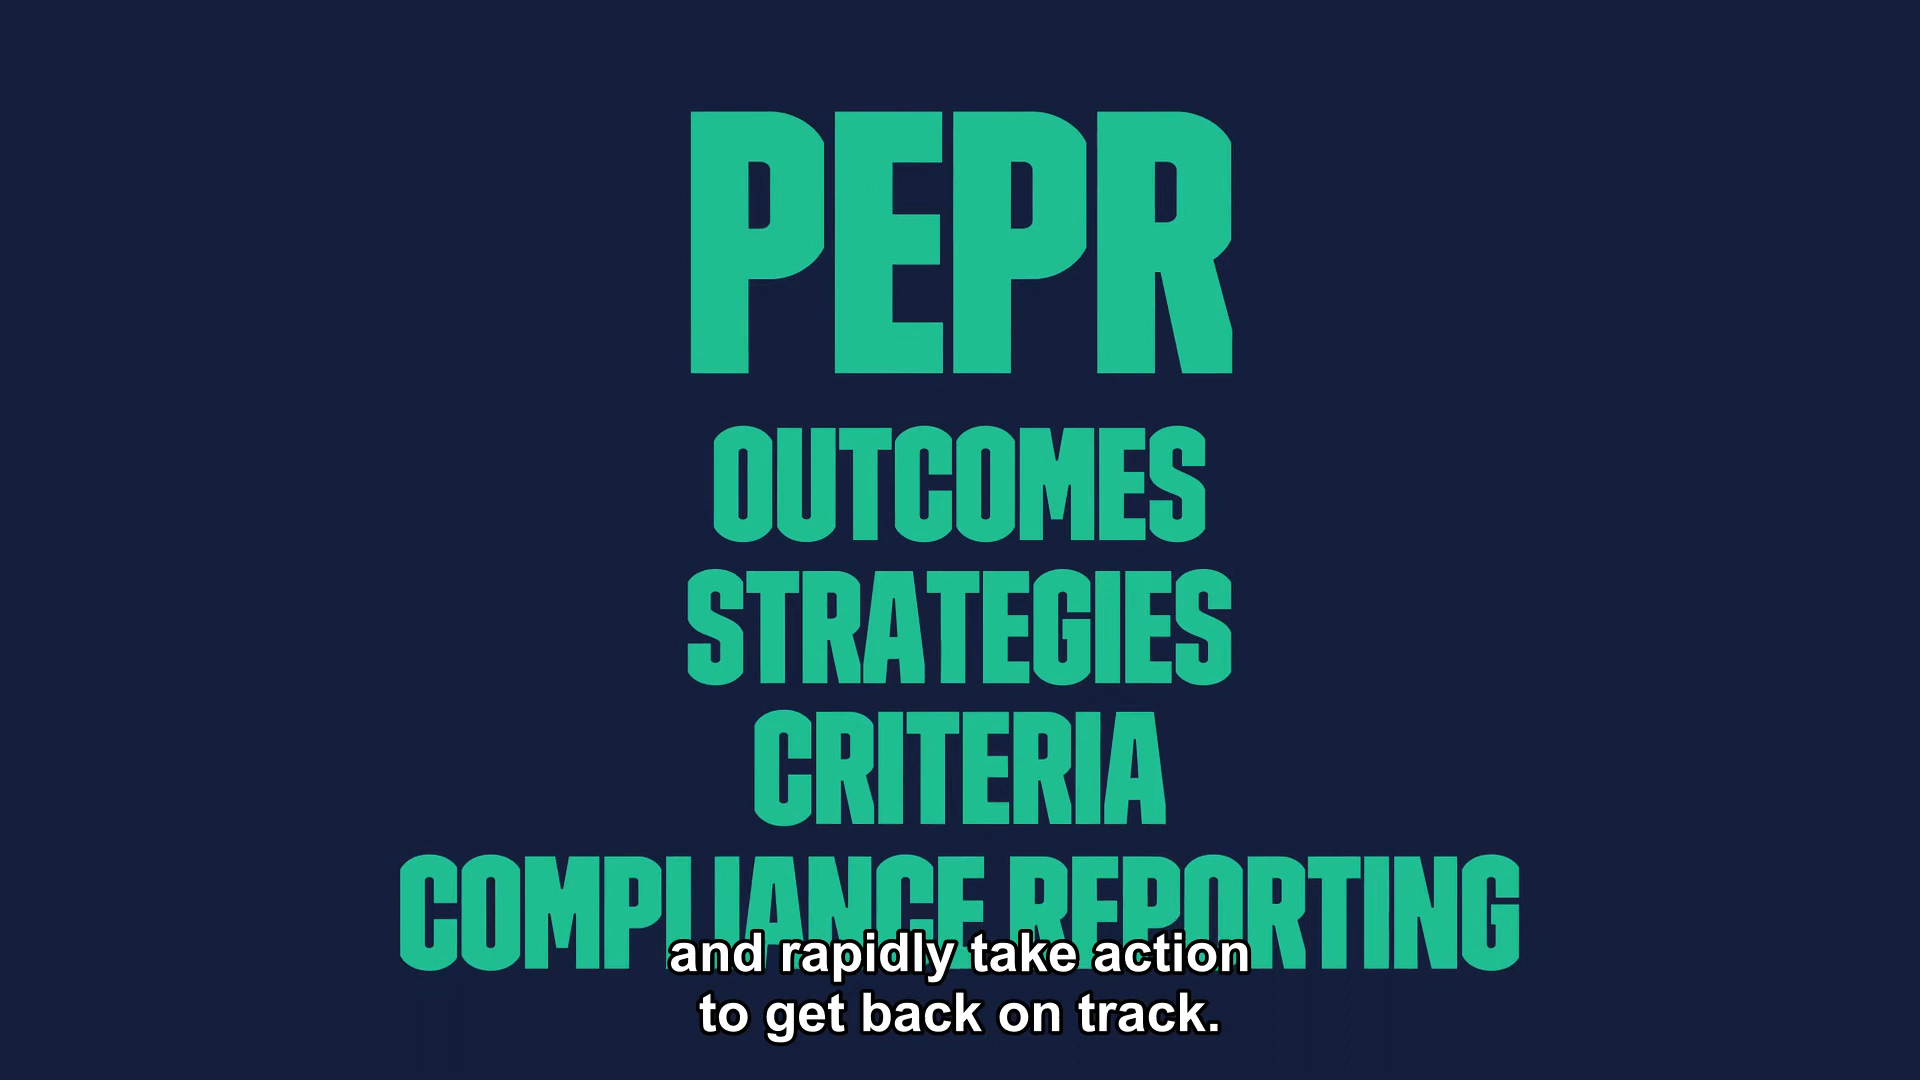 PEPR
OUTCOMES
STRATEGIES
CRITERIA
COMPLIANCE REPORTING
and rapidly take action
to get back on track.